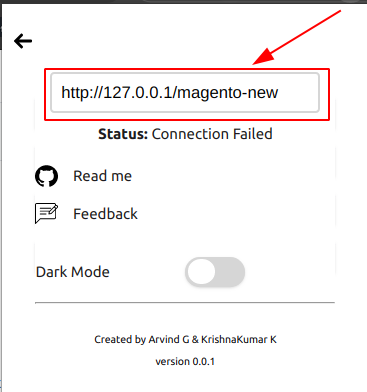 http://127.0.0.1/magento-new
Status: Connection Failed
Read me
Feedback
Dark Mode
Created by Arvind G & KrishnaKumar K
version 0.0.1